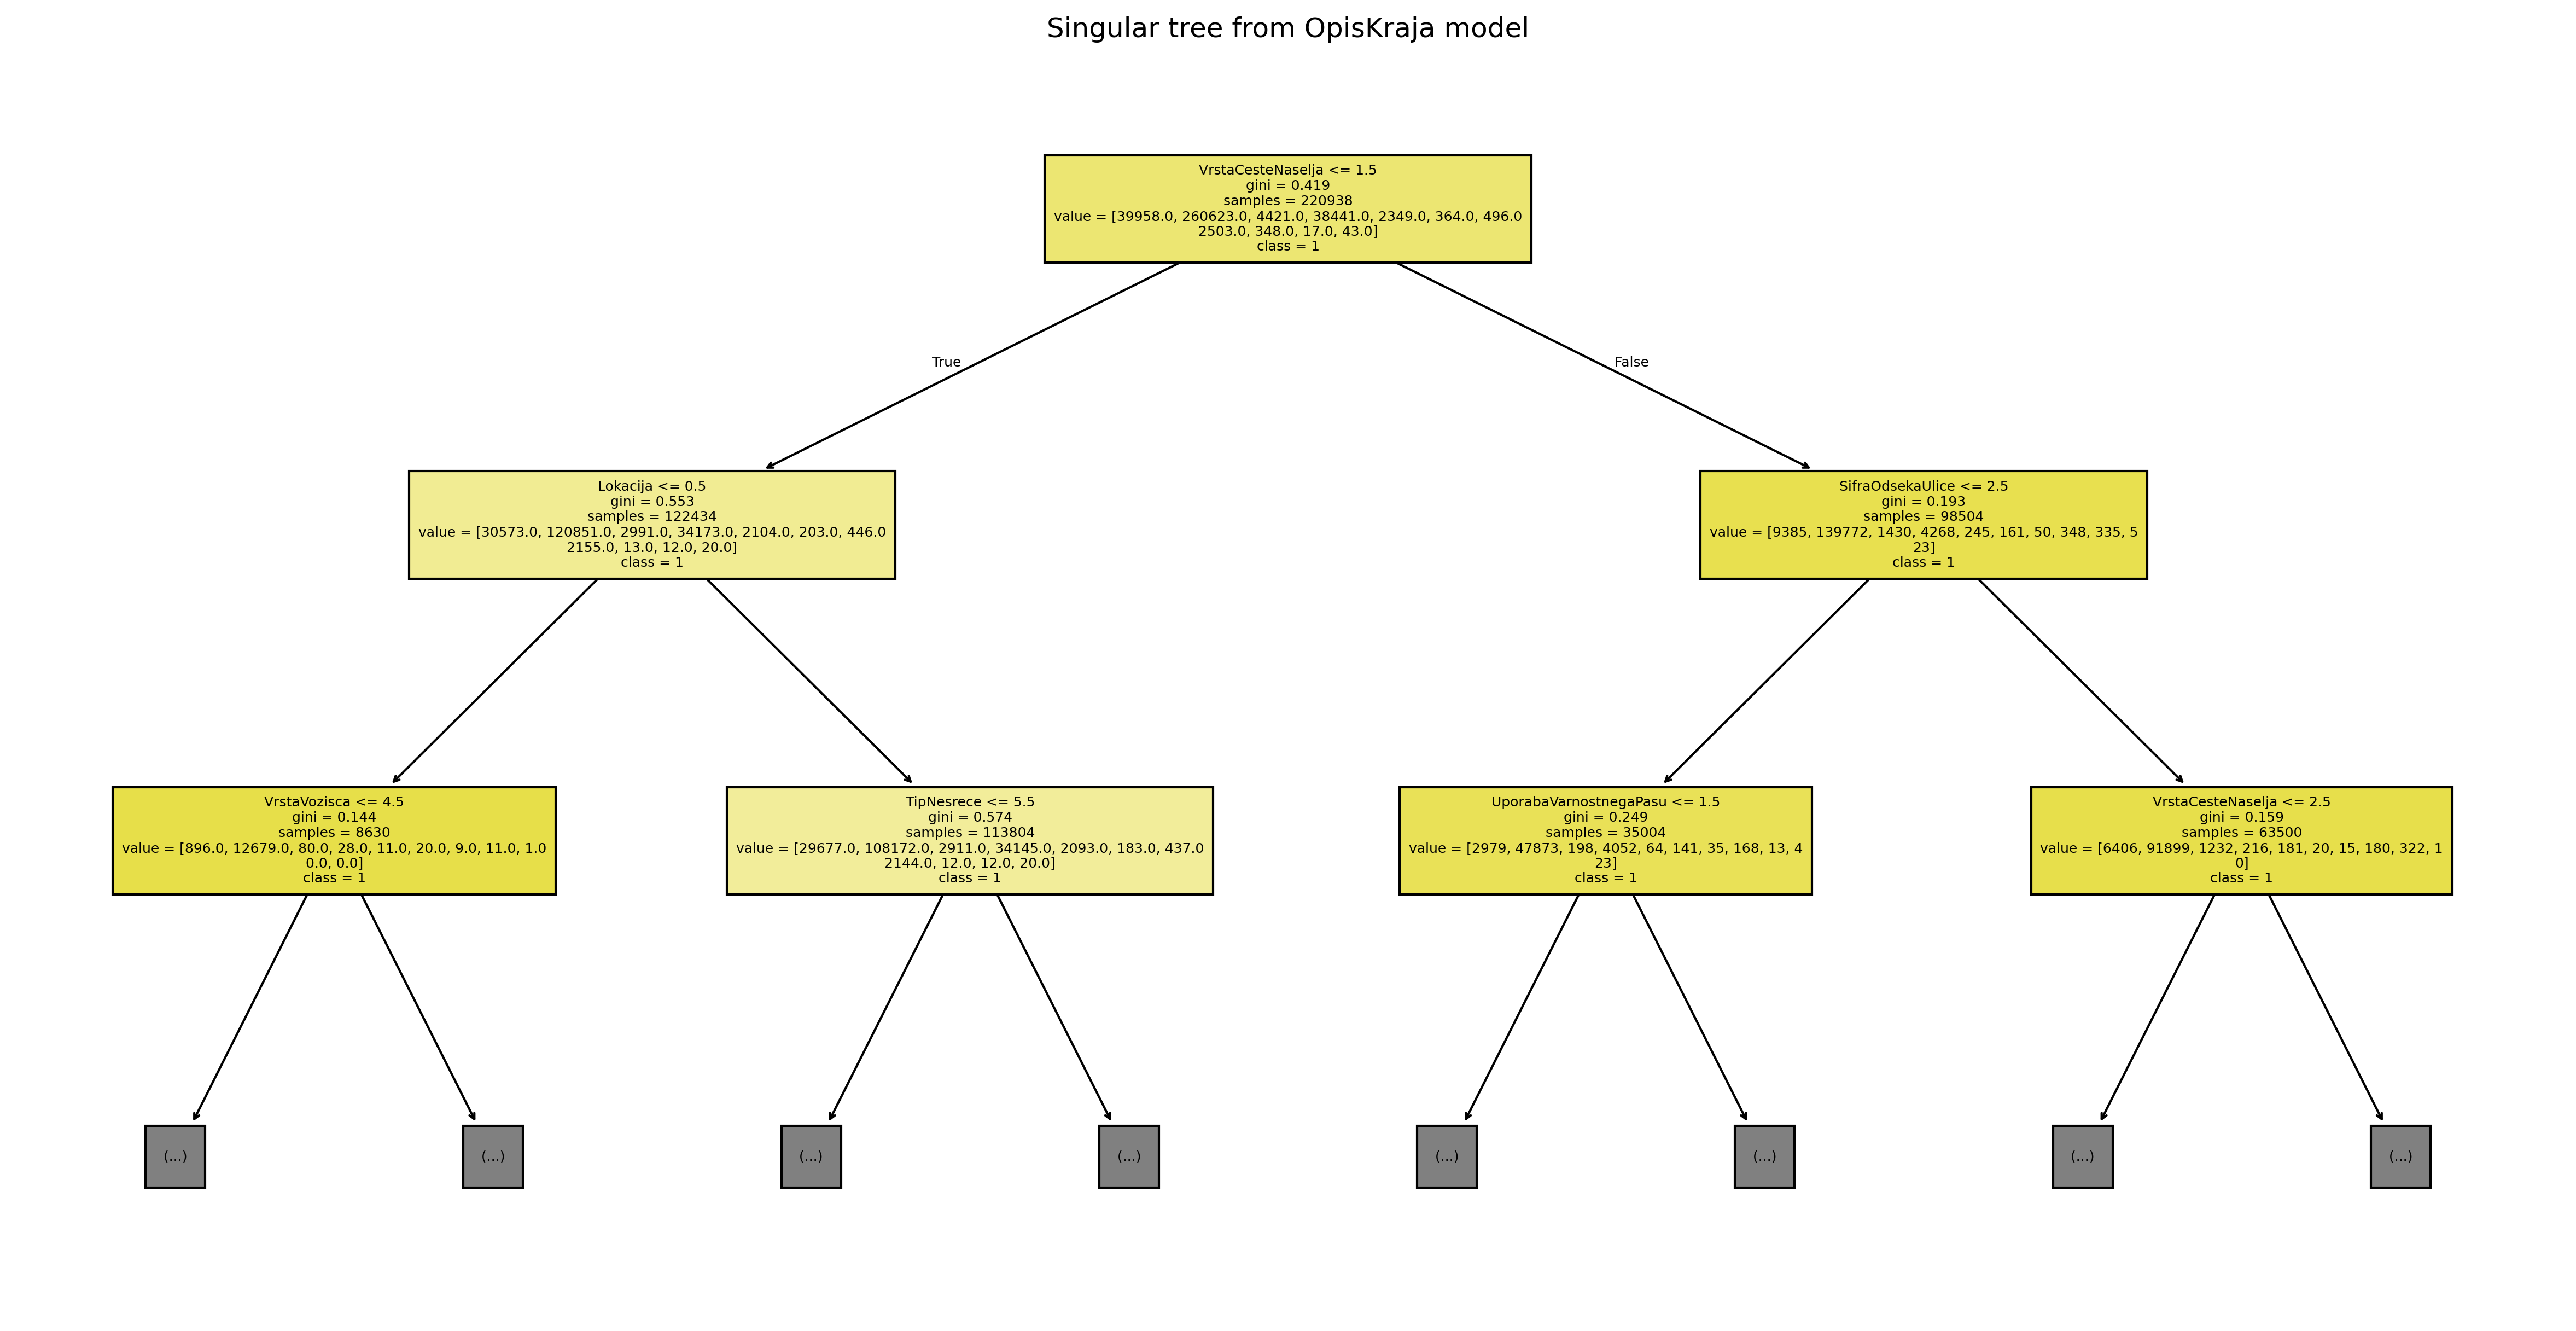 Singular tree from OpisKraja model
VrstaCesteNaselja <= 1.5
gini = 0.419
samples = 220938
value = [39958.0, 260623.0, 4421.0, 38441.0, 2349.0, 364.0, 496.0
2503.0, 348.0, 17.0, 43.0]
class = 1
True
False
Lokacija <= 0.5
gini = 0.553
samples = 122434
value = [30573.0, 120851.0, 2991.0, 34173.0, 2104.0, 203.0, 446.0
2155.0, 13.0, 12.0, 20.0]
class = 1
SifraOdsekaUlice <= 2.5
gini = 0.193
samples = 98504
value = [9385, 139772, 1430, 4268, 245, 161, 50, 348, 335, 5
23]
class = 1
VrstaVozisca <= 4.5
gini = 0.144
samples = 8630
value = [896.0, 12679.0, 80.0, 28.0, 11.0, 20.0, 9.0, 11.0, 1.0
0.0, 0.0]
class = 1
TipNesrece <= 5.5
gini = 0.574
samples = 113804
value = [29677.0, 108172.0, 2911.0, 34145.0, 2093.0, 183.0, 437.0
2144.0, 12.0, 12.0, 20.0]
class = 1
UporabaVarnostnegaPasu <= 1.5
gini = 0.249
samples = 35004
value = [2979, 47873, 198, 4052, 64, 141, 35, 168, 13, 4
23]
class = 1
VrstaCesteNaselja <= 2.5
gini = 0.159
samples = 63500
value = [6406, 91899, 1232, 216, 181, 20, 15, 180, 322, 1
0]
class = 1
(...)
(...)
(...)
(...)
(...)
(...)
(...)
(...)